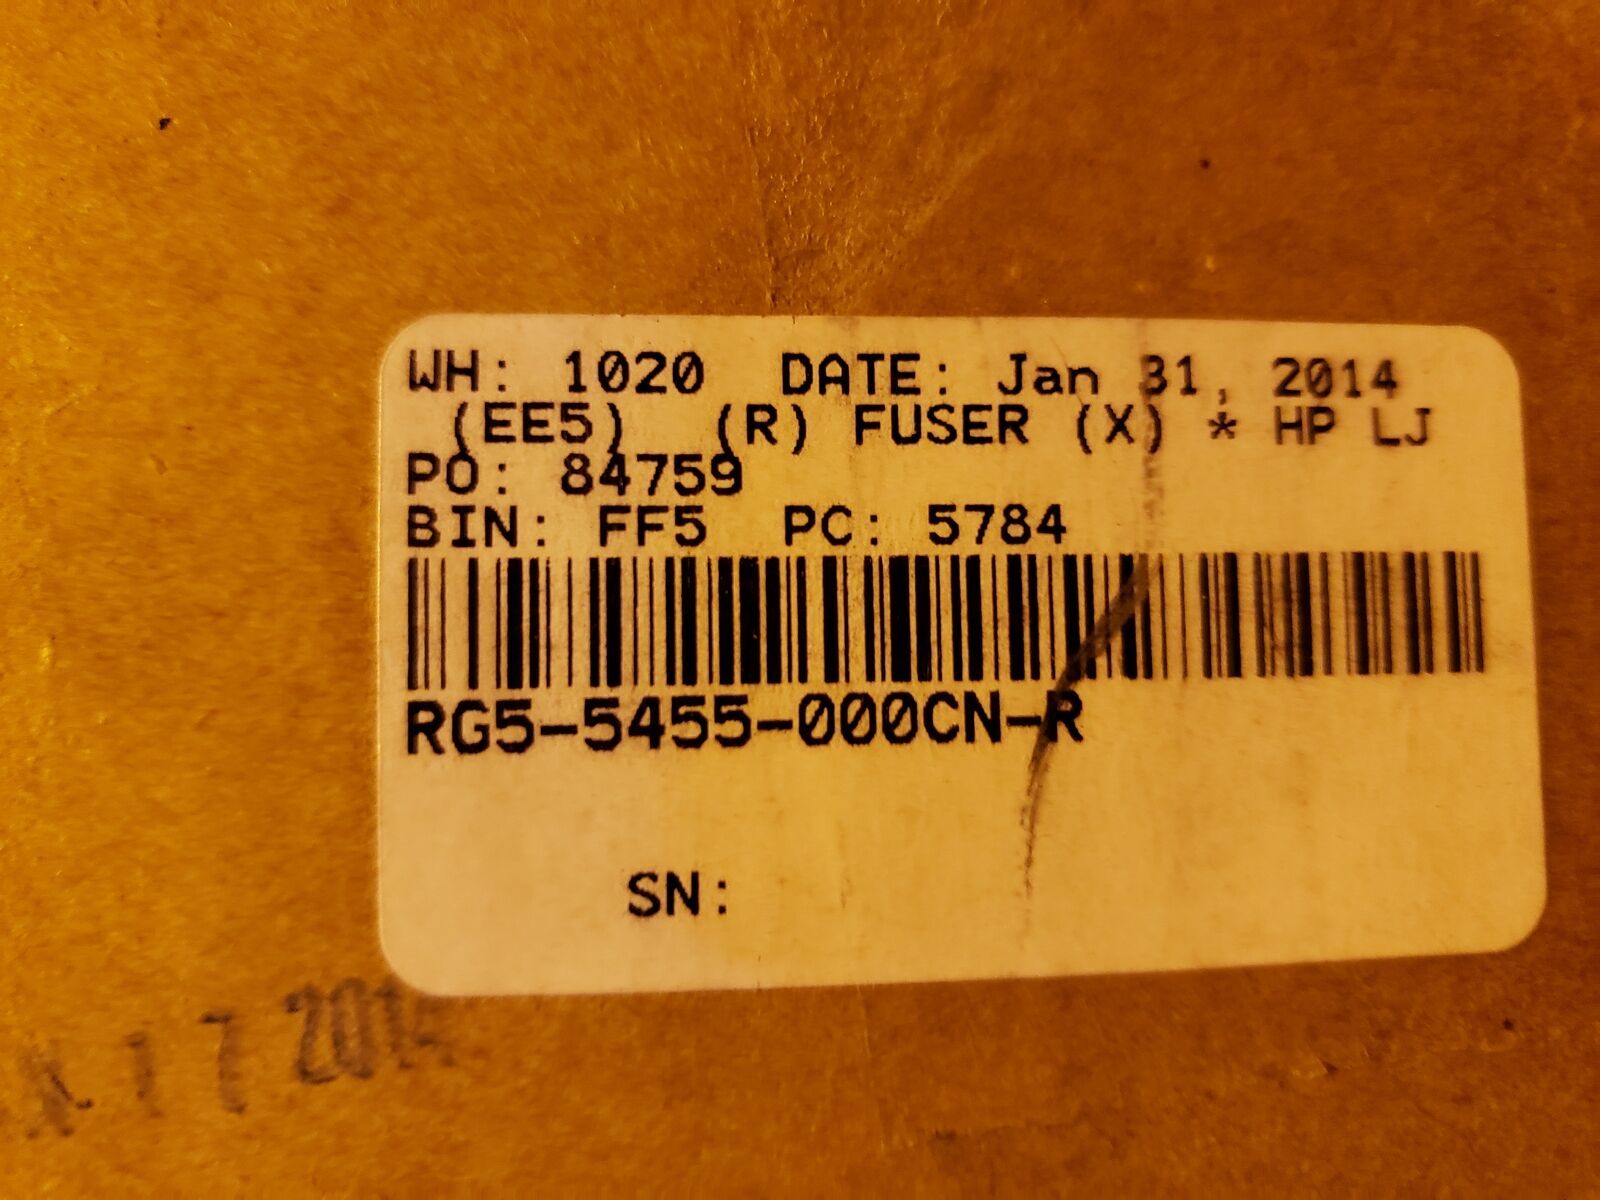 WH: 1020 DATE: Jan 31, 2014
(EE5) (R) FUSER (X) * HP LJ
PO: 84759
BIN: FF5 PC: 5784
RG5-5455-000CN-R
SN:
17 2014